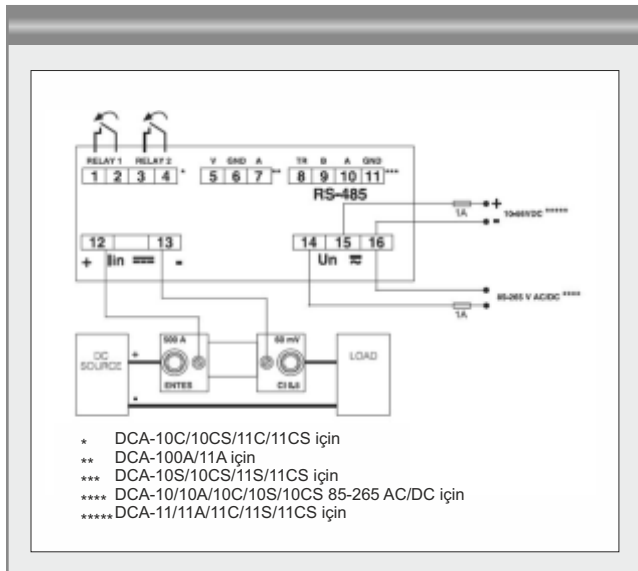 RELAY 1 RELAY 2 V GND A TR B A GND
1 2 3 4 * 5 6 7 ** 8 9 10 11 ***
RS-485
1A
+
-
12 13 14 15 16
+ Iin - Un
85-265 V AC/DC ****
1A
500 A 60 mV
DC SOURCE + - LOAD
ENTES
* DCA-10C/10CS/11C/11CS için
** DCA-100A/11A için
*** DCA-10S/10CS/11S/11CS için
**** DCA-10/10A/10C/10S/10CS 85-265 AC/DC için
***** DCA-11/11A/11C/11S/11CS için